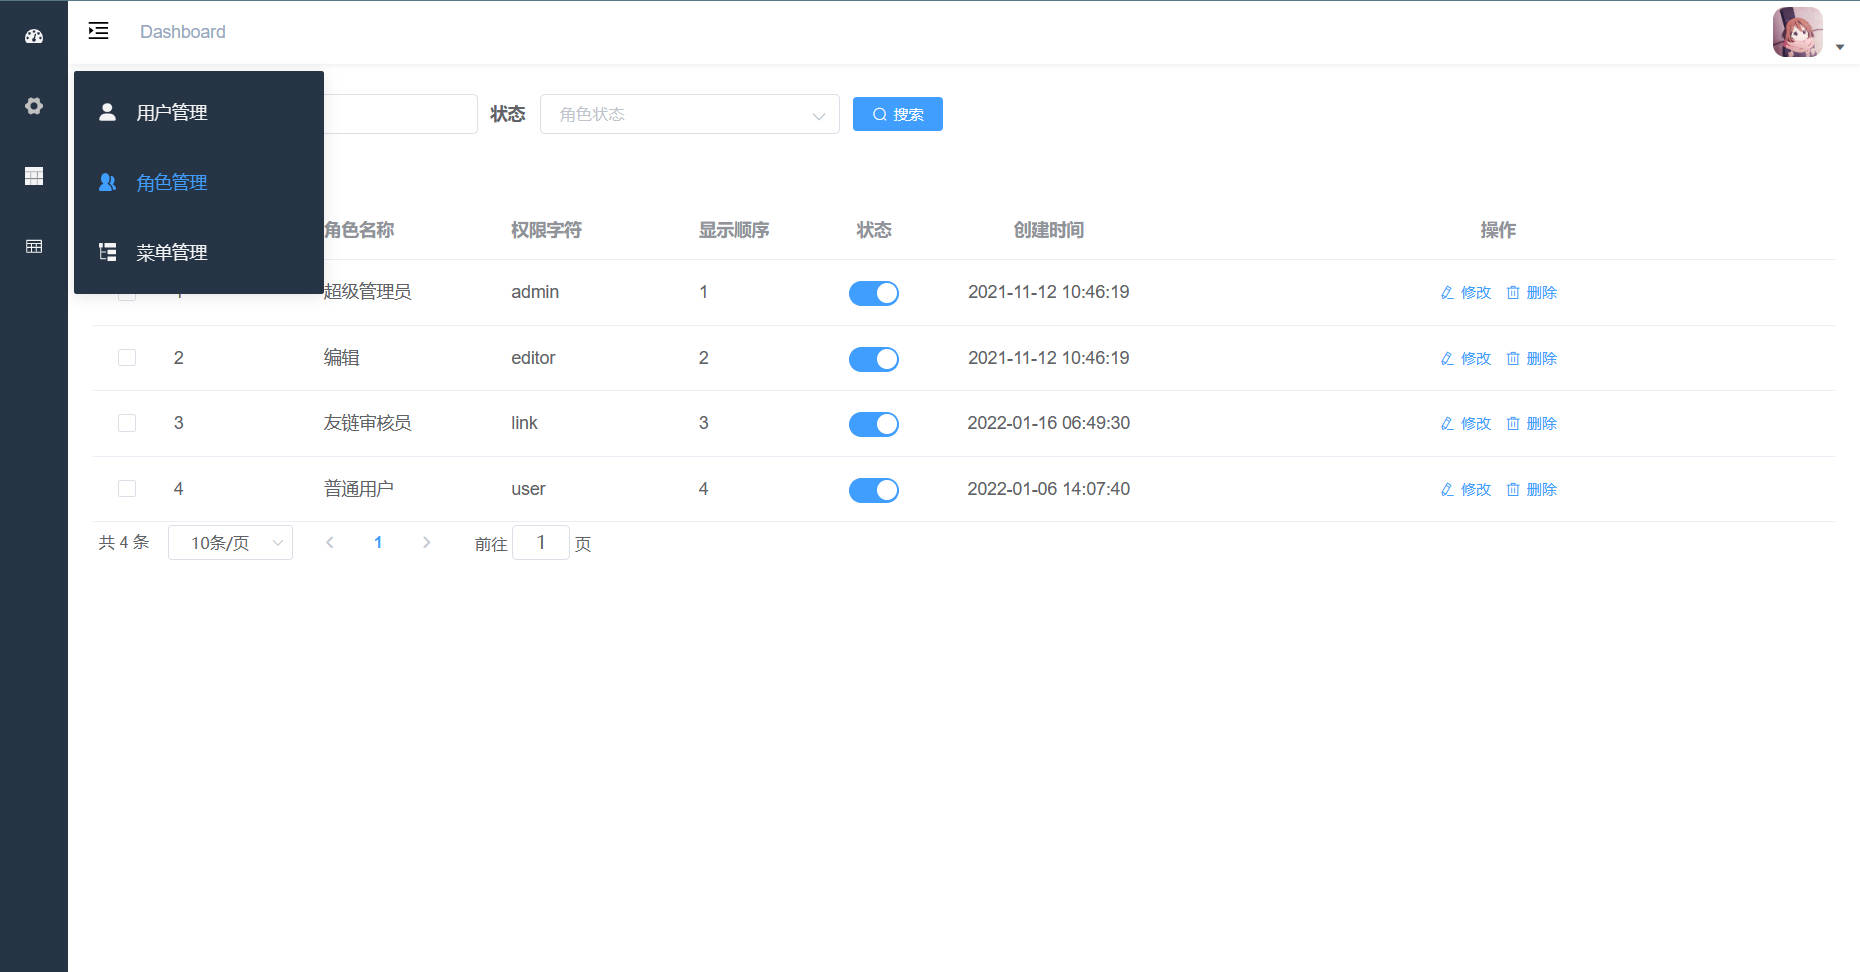 Dashboard
用户管理
状态 角色状态 搜索
角色管理
角色名称 权限字符 显示顺序 状态 创建时间 操作
菜单管理
超级管理员 admin 1 2021-11-12 10:46:19 修改 删除
2 编辑 editor 2 2021-11-12 10:46:19 修改 删除
3 友链审核员 link 3 2022-01-16 06:49:30 修改 删除
4 普通用户 user 4 2022-01-06 14:07:40 修改 删除
共 4 条 10条/页 1 前往 1 页